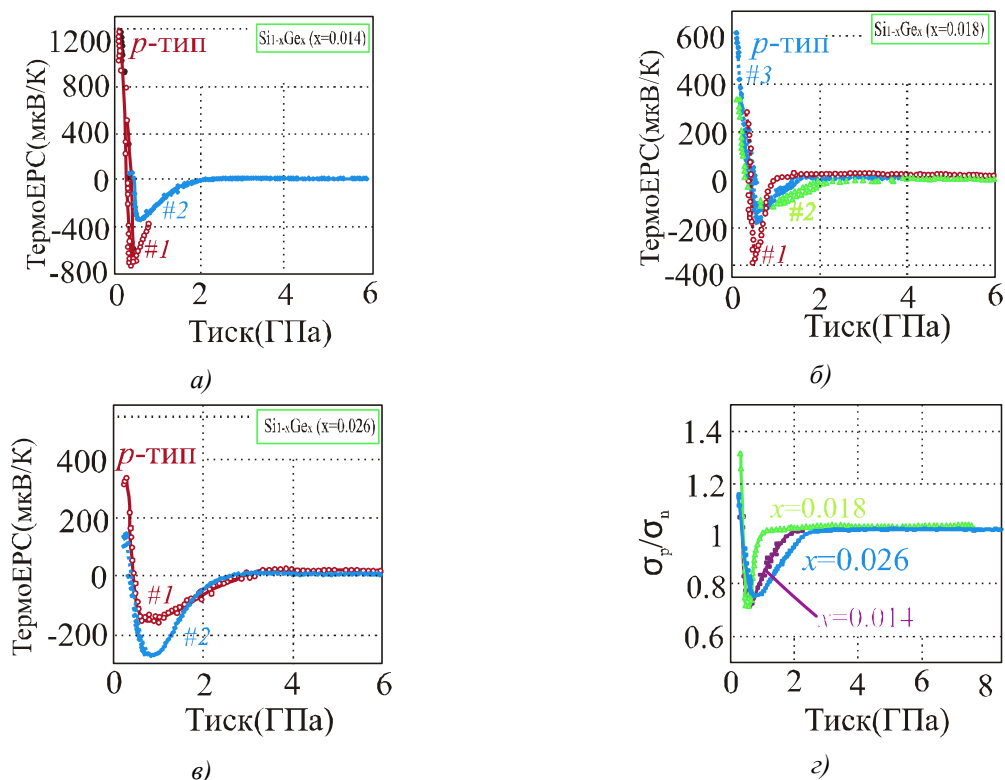 Si1-xGex (x=0.014)
ТермоЕРС(мкВ/К)
1200
800
400
0
-400
-800
p-тип
#2
#1
0
2
4
6
Тиск(ГПа)
а)
Si1-xGex (x=0.018)
ТермоЕРС(мкВ/К)
600
400
200
0
-200
-400
p-тип
#3
#2
#1
0
2
4
6
Тиск(ГПа)
б)
Si1-xGex (x=0.026)
ТермоЕРС(мкВ/К)
400
200
0
-200
p-тип
#1
#2
0
2
4
6
Тиск(ГПа)
в)
σp/σn
1.4
1.2
1
0.8
0.6
x=0.018
x=0.026
x=0.014
0
2
4
6
8
Тиск(ГПа)
г)